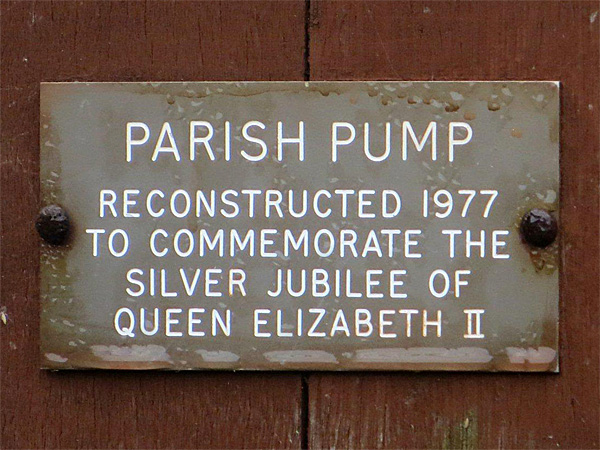 PARISH PUMP
RECONSTRUCTED 1977
TO COMMEMORATE THE
SILVER JUBILEE OF
QUEEN ELIZABETH II